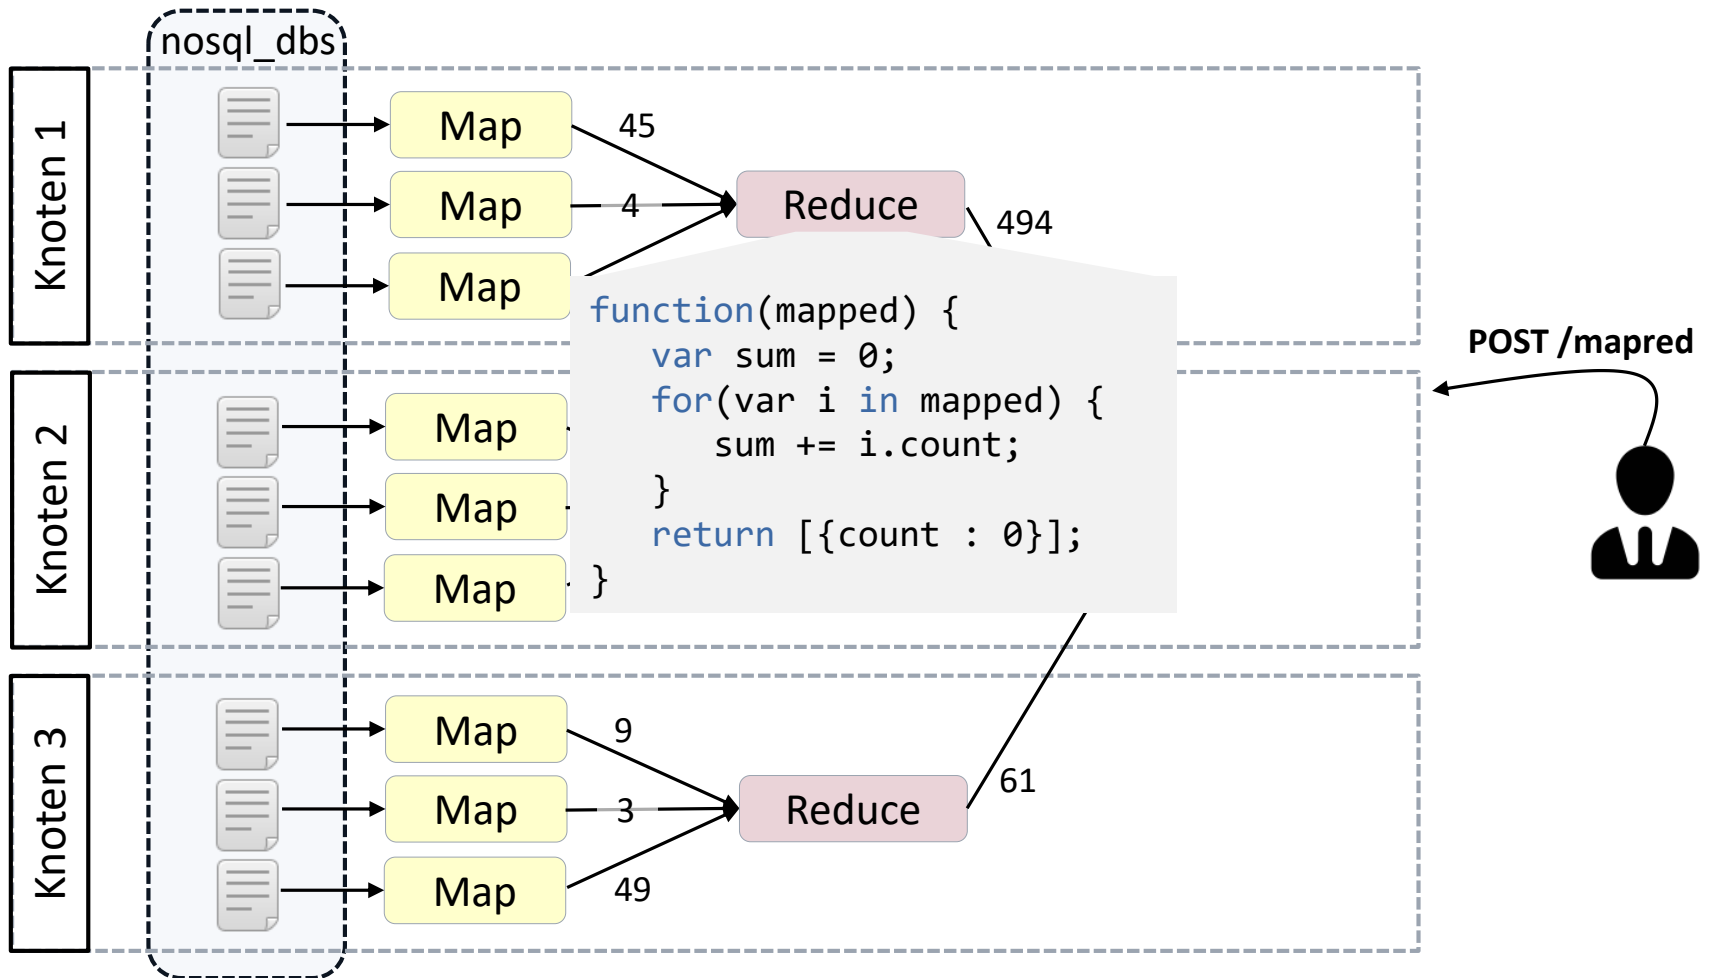 nosql_dbs
Knoten 1
Map
45
Map
4
Map
Reduce
494
function(mapped) {
   var sum = 0;
   for(var i in mapped) {
      sum += i.count;
   }
   return [{count : 0}];
}
POST /mapred
Knoten 2
Map
Map
Map
Knoten 3
Map
9
Map
3
Map
49
Reduce
61